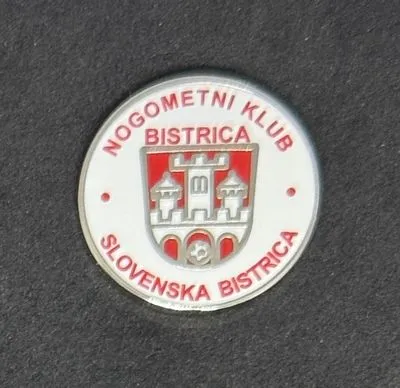 NOGOMETNI KLUB
BISTRICA
SLOVENSKA BISTRICA